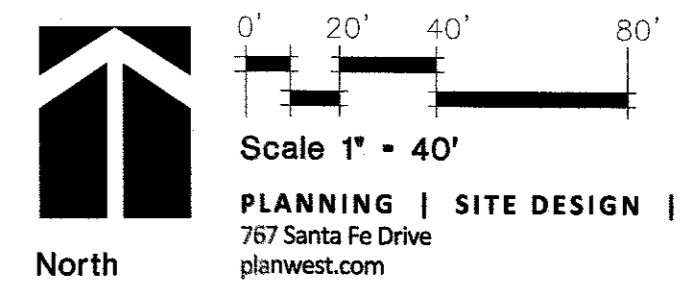 0' 20' 40' 80'
Scale 1" = 40'
PLANNING | SITE DESIGN |
767 Santa Fe Drive
planwest.com
North